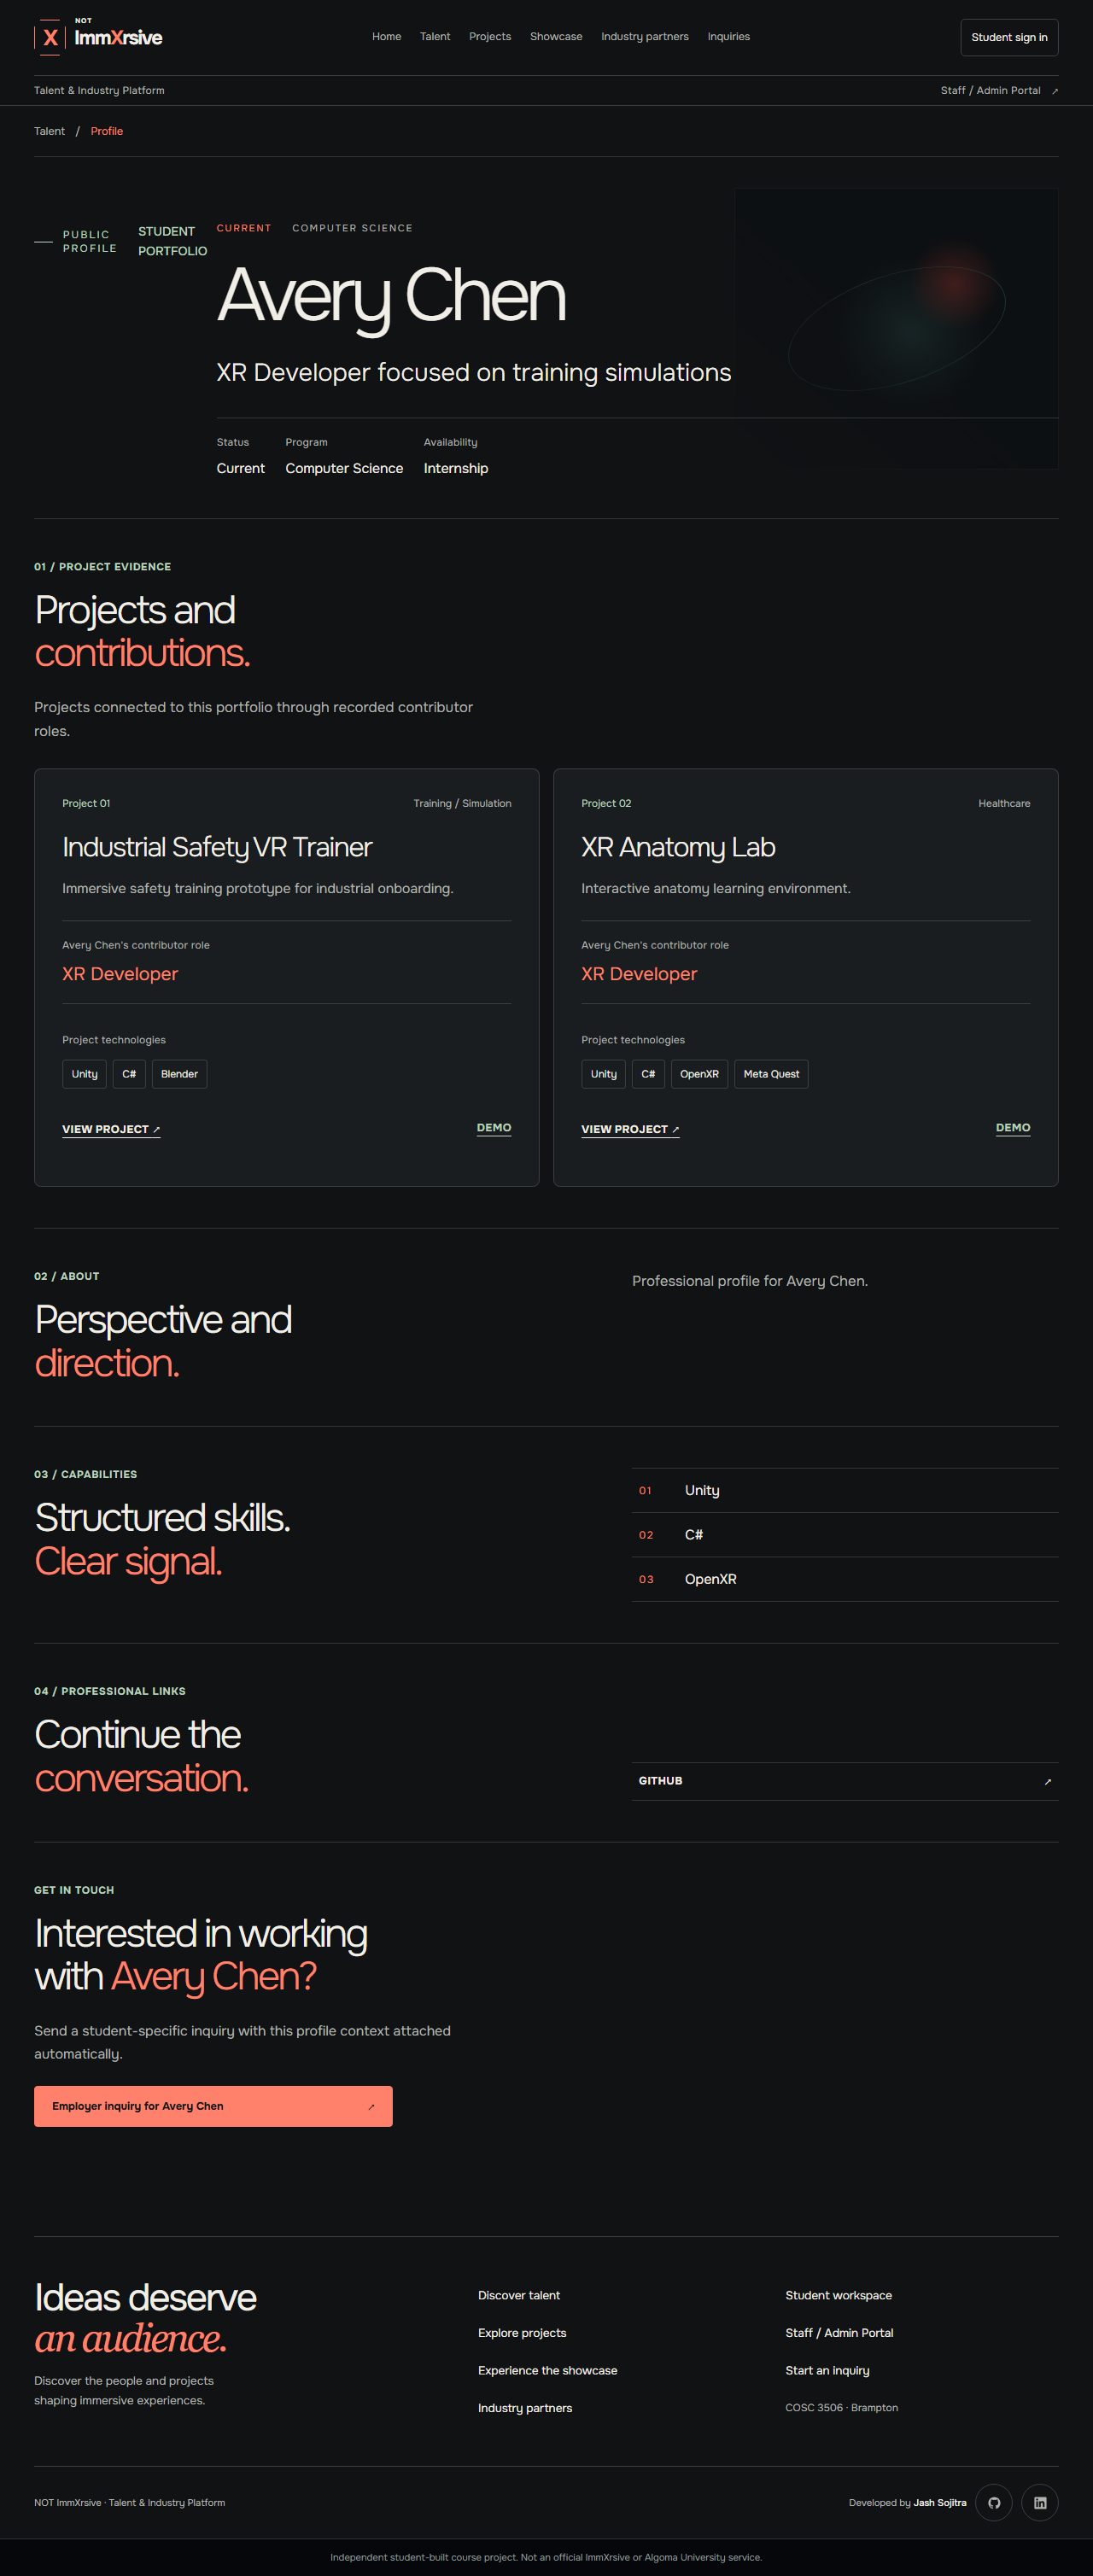 X
NOT
ImmXrsive
Home
Talent
Projects
Showcase
Industry partners
Inquiries
Student sign in
Talent & Industry Platform
Staff / Admin Portal ↗
Talent / Profile
PUBLIC
PROFILE
STUDENT
PORTFOLIO
CURRENT
COMPUTER SCIENCE
Avery Chen
XR Developer focused on training simulations
Status
Current
Program
Computer Science
Availability
Internship
01 / PROJECT EVIDENCE
Projects and
contributions.
Projects connected to this portfolio through recorded contributor
roles.
Project 01
Training / Simulation
Industrial Safety VR Trainer
Immersive safety training prototype for industrial onboarding.
Avery Chen's contributor role
XR Developer
Project technologies
Unity
C#
Blender
VIEW PROJECT ↗
DEMO
Project 02
Healthcare
XR Anatomy Lab
Interactive anatomy learning environment.
Avery Chen's contributor role
XR Developer
Project technologies
Unity
C#
OpenXR
Meta Quest
VIEW PROJECT ↗
DEMO
02 / ABOUT
Perspective and
direction.
Professional profile for Avery Chen.
03 / CAPABILITIES
Structured skills.
Clear signal.
01 Unity
02 C#
03 OpenXR
04 / PROFESSIONAL LINKS
Continue the
conversation.
GITHUB ↗
GET IN TOUCH
Interested in working
with Avery Chen?
Send a student-specific inquiry with this profile context attached
automatically.
Employer inquiry for Avery Chen ↗
Ideas deserve
an audience.
Discover the people and projects
shaping immersive experiences.
Discover talent
Explore projects
Experience the showcase
Industry partners
Student workspace
Staff / Admin Portal
Start an inquiry
COSC 3506 · Brampton
NOT ImmXrsive · Talent & Industry Platform
Developed by Jash Sojitra
in
Independent student-built course project. Not an official ImmXrsive or Algoma University service.